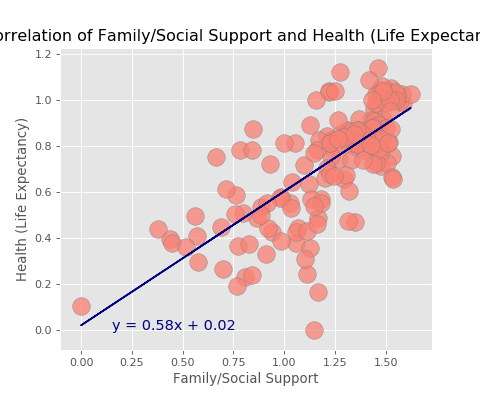 orrelation of Family/Social Support and Health (Life Expectan
1.2
1.0
0.8
0.6
0.4
0.2
0.0
Health (Life Expectancy)
y = 0.58x + 0.02
0.00 0.25 0.50 0.75 1.00 1.25 1.50
Family/Social Support